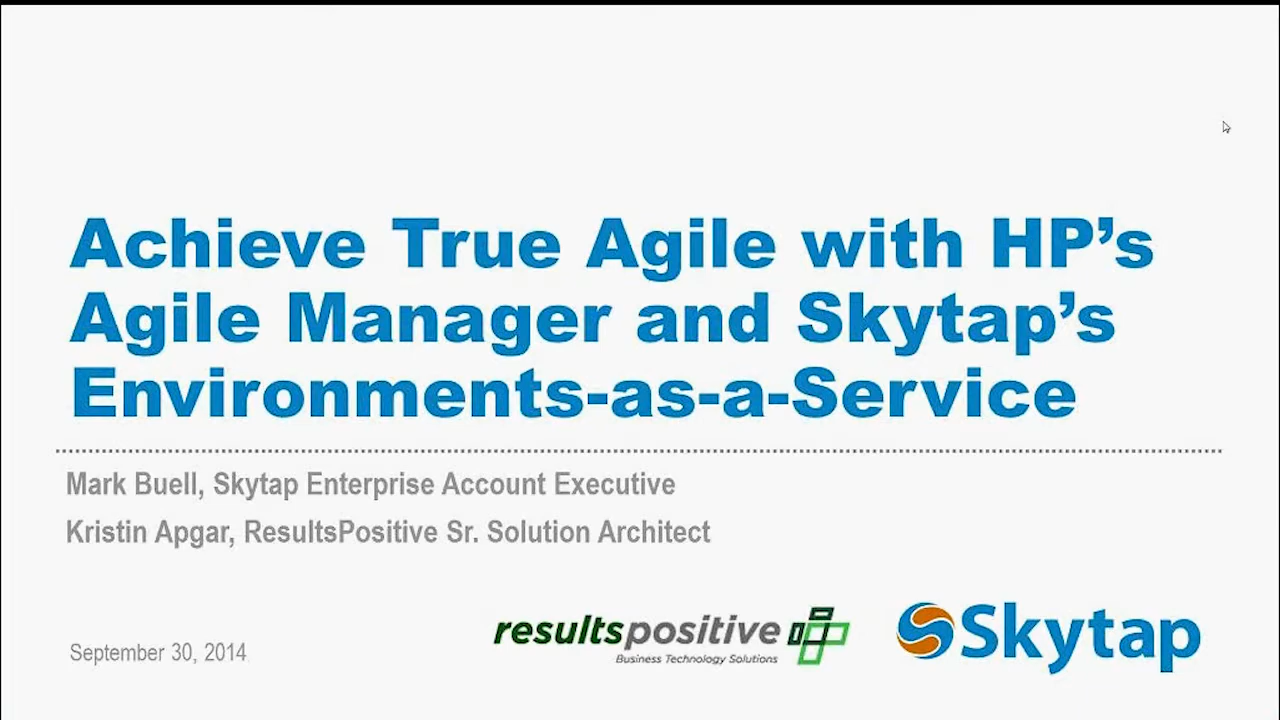 Achieve True Agile with HP’s
Agile Manager and Skytap’s
Environments-as-a-Service
Mark Buell, Skytap Enterprise Account Executive
Kristin Apgar, ResultsPositive Sr. Solution Architect
resultspositive
Business Technology Solutions
Skytap
September 30, 2014